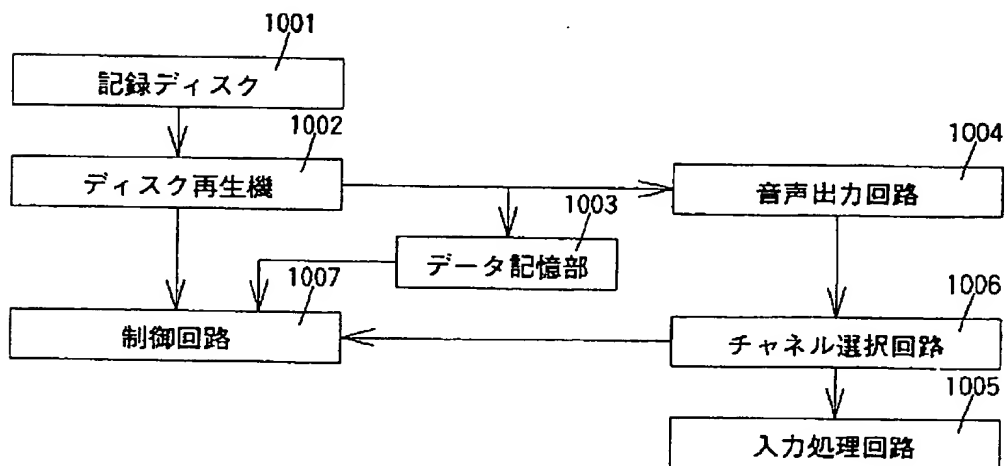 1001
記録ディスク
1002
ディスク再生機
1004
音声出力回路
1003
データ記憶部
1007
制御回路
1006
チャネル選択回路
1005
入力処理回路